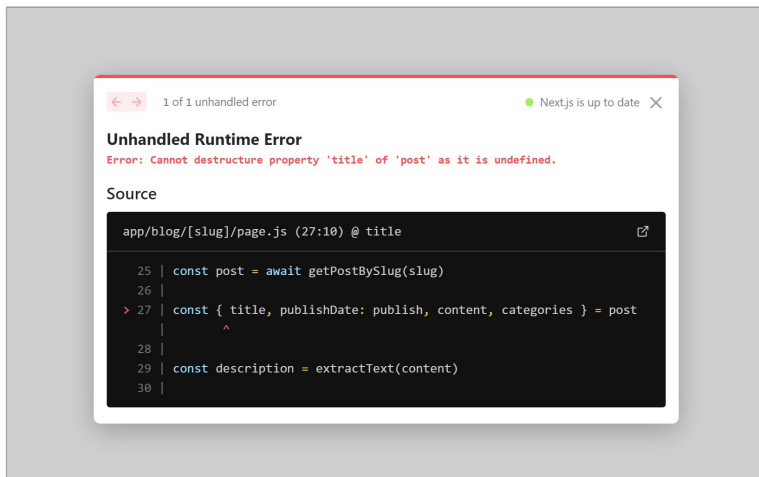 ← → 1 of 1 unhandled error Next.js is up to date ×
Unhandled Runtime Error
Error: Cannot destructure property 'title' of 'post' as it is undefined.
Source
app/blog/[slug]/page.js (27:10) @ title
25 | const post = await getPostBySlug(slug)
26 |
> 27 | const { title, publishDate: publish, content, categories } = post
| ^
28 |
29 | const description = extractText(content)
30 |